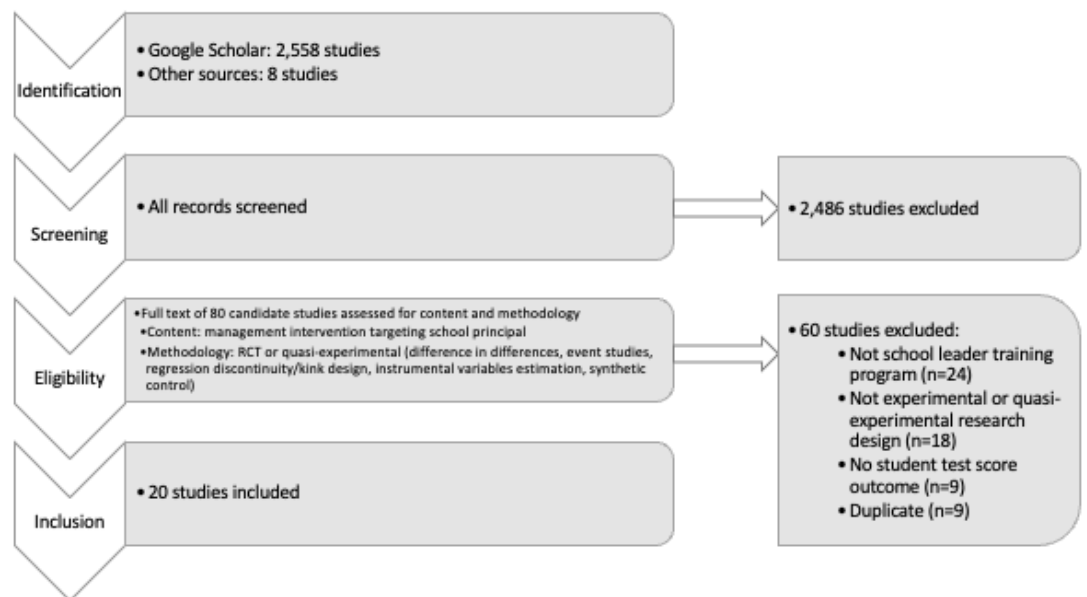 Identification
• Google Scholar: 2,558 studies
• Other sources: 8 studies
Screening
• All records screened
• 2,486 studies excluded
Eligibility
•Full text of 80 candidate studies assessed for content and methodology
•Content: management intervention targeting school principal
•Methodology: RCT or quasi-experimental (difference in differences, event studies,
regression discontinuity/kink design, instrumental variables estimation, synthetic
control)
• 60 studies excluded:
• Not school leader training
program (n=24)
• Not experimental or quasi-
experimental research
design (n=18)
• No student test score
outcome (n=9)
• Duplicate (n=9)
Inclusion
• 20 studies included